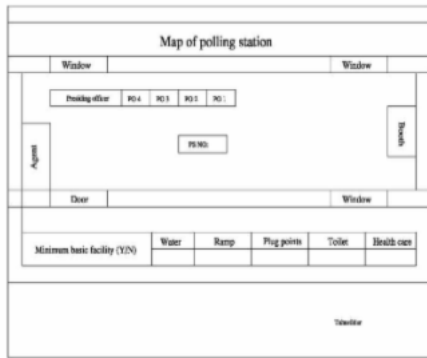 Map of polling station
Window Window
Presiding officer PO 4 PO 3 PO 2 PO 1
Agent
Booth
PS NO:
Door Window
Minimum basic facility (Y/N) Water Ramp Plug points Toilet Health care